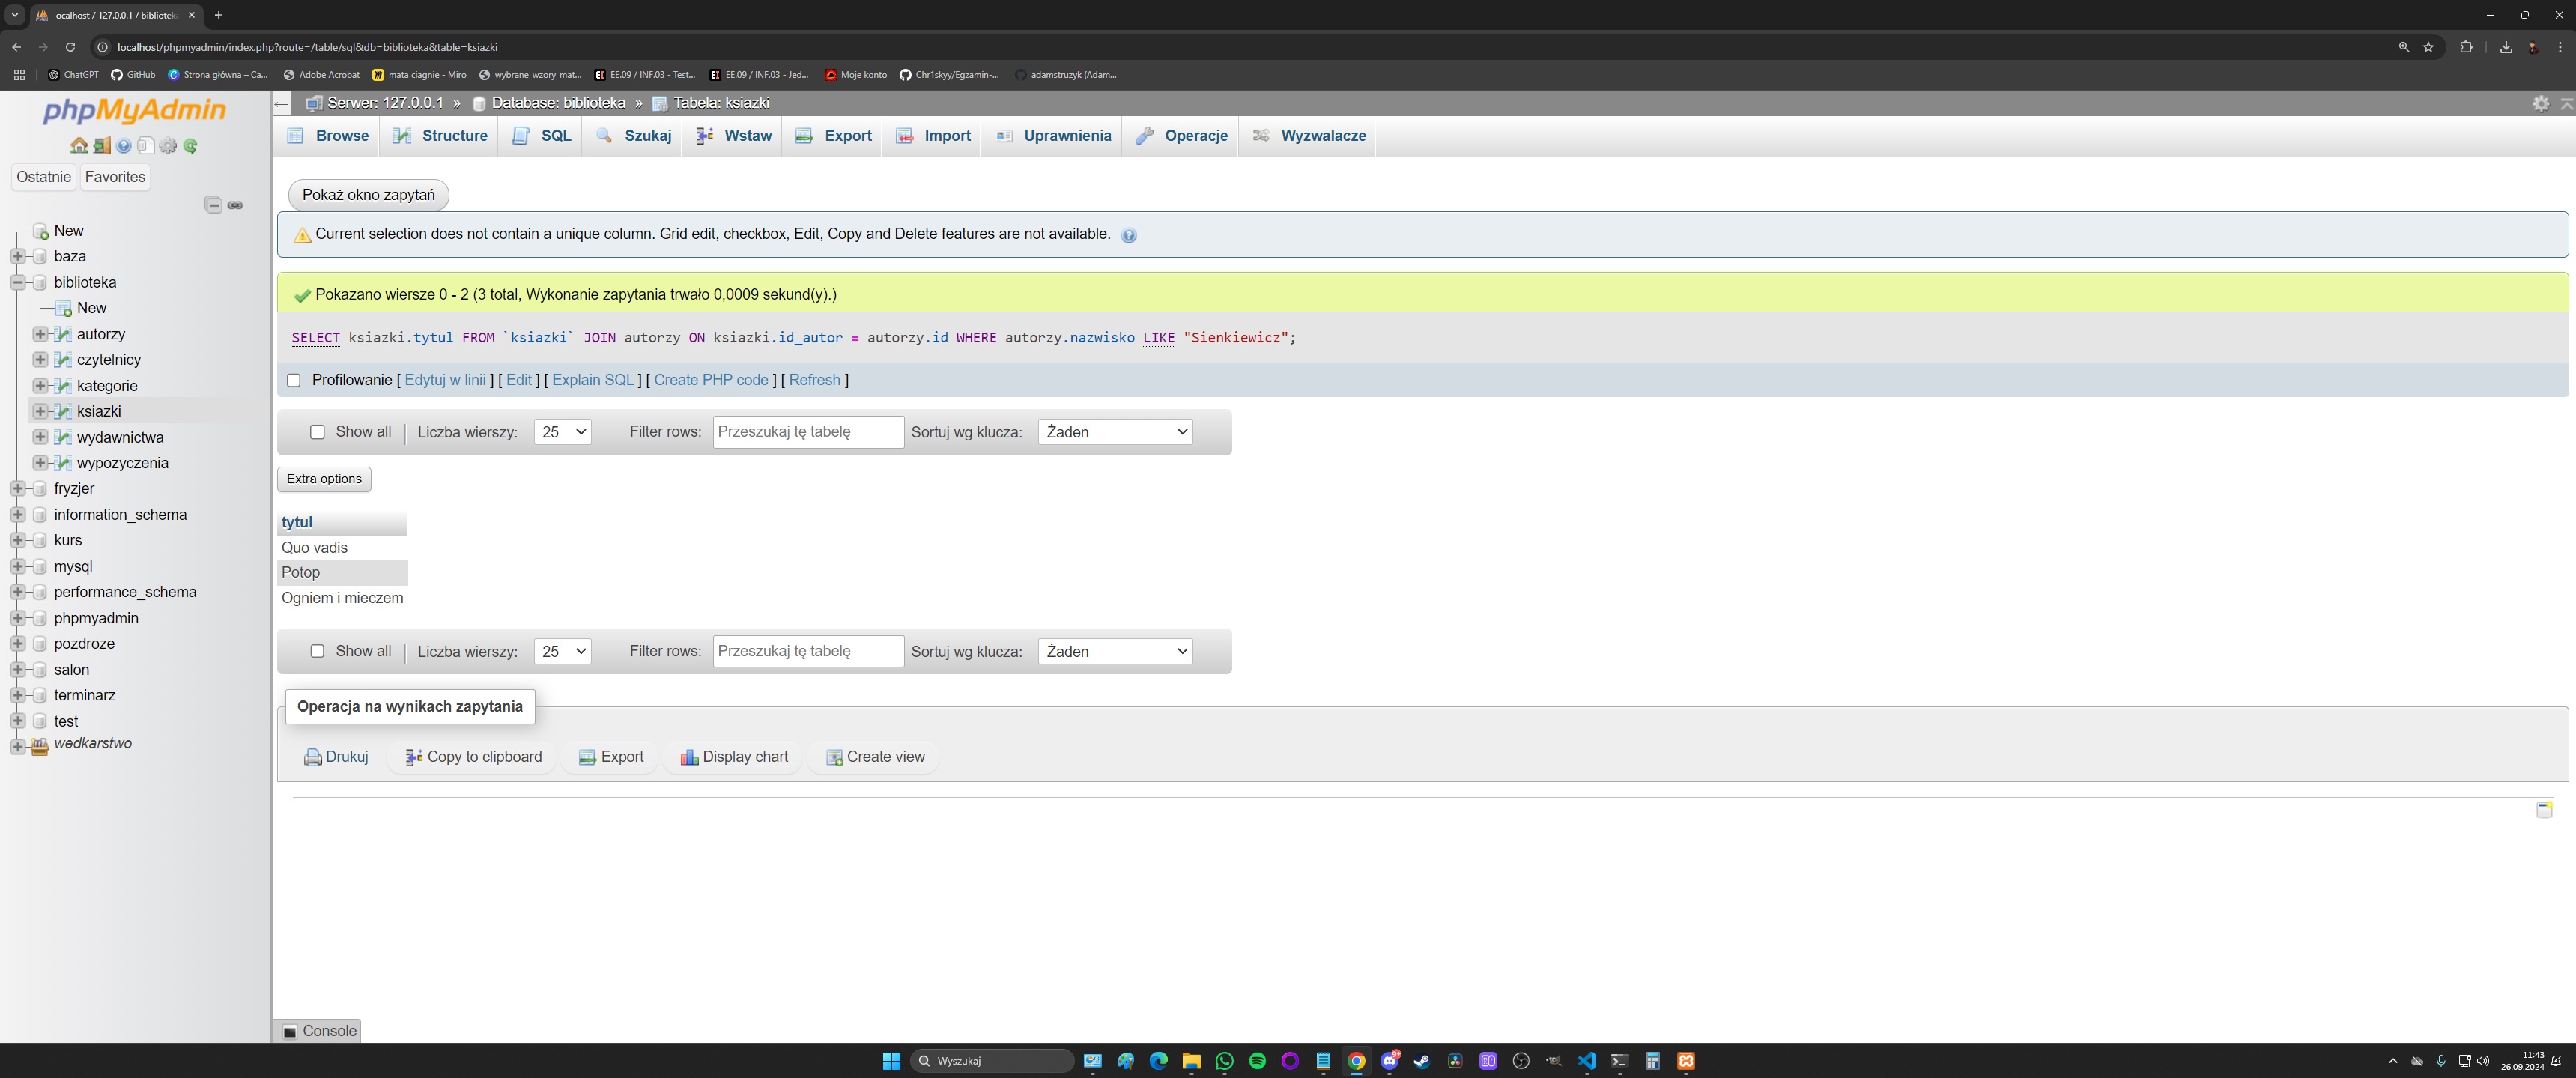 localhost / 127.0.0.1 / bibliotek
localhost/phpmyadmin/index.php?route=/table/sql&db=biblioteka&table=ksiazki
ChatGPT GitHub Strona główna – Ca... Adobe Acrobat mata ciagnie - Miro wybrane_wzory_mat... EE.09 / INF.03 - Test... EE.09 / INF.03 - Jed... Moje konto Chr1skyy/Egzamin-... adamstruzyk (Adam...
phpMyAdmin
Ostatnie Favorites
New
baza
biblioteka
New
autorzy
czytelnicy
kategorie
ksiazki
wydawnictwa
wypozyczenia
fryzjer
information_schema
kurs
mysql
performance_schema
phpmyadmin
pozdroze
salon
terminarz
test
wedkarstwo
Serwer: 127.0.0.1 » Database: biblioteka » Tabela: ksiazki
Browse Structure SQL Szukaj Wstaw Export Import Uprawnienia Operacje Wyzwalacze
Pokaż okno zapytań
Current selection does not contain a unique column. Grid edit, checkbox, Edit, Copy and Delete features are not available.
Pokazano wiersze 0 - 2 (3 total, Wykonanie zapytania trwało 0,0009 sekund(y).)
SELECT ksiazki.tytul FROM `ksiazki` JOIN autorzy ON ksiazki.id_autor = autorzy.id WHERE autorzy.nazwisko LIKE "Sienkiewicz";
Profilowanie [ Edytuj w linii ] [ Edit ] [ Explain SQL ] [ Create PHP code ] [ Refresh ]
Show all | Liczba wierszy: 25 Filter rows: Przeszukaj tę tabelę Sortuj wg klucza: Żaden
Extra options
tytul
Quo vadis
Potop
Ogniem i mieczem
Show all | Liczba wierszy: 25 Filter rows: Przeszukaj tę tabelę Sortuj wg klucza: Żaden
Operacja na wynikach zapytania
Drukuj Copy to clipboard Export Display chart Create view
Console
Wyszukaj
11:43
26.09.2024